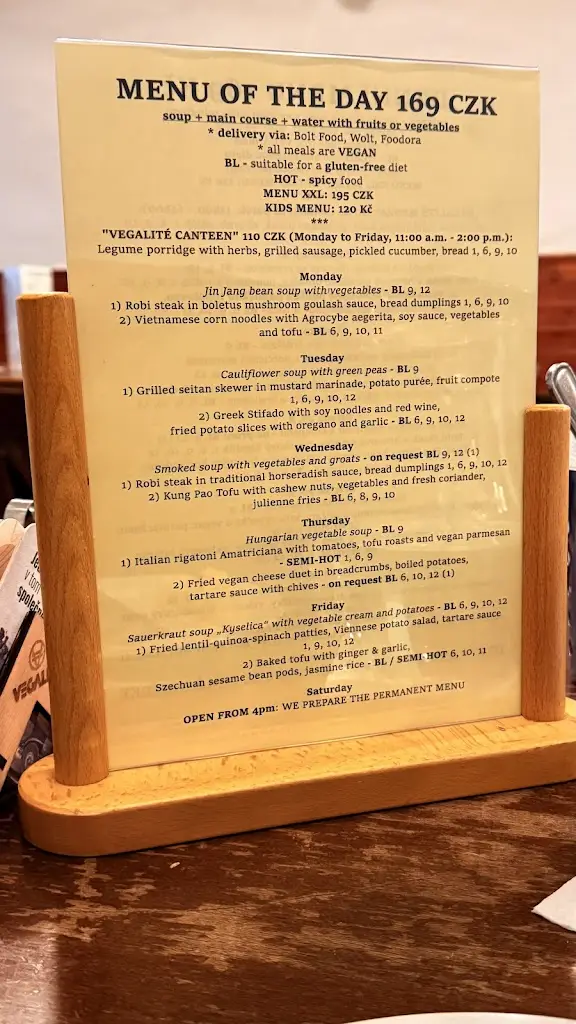 MENU OF THE DAY 169 CZK
soup + main course + water with fruits or vegetables
* delivery via: Bolt Food, Wolt, Foodora
* all meals are VEGAN
BL - suitable for a gluten-free diet
HOT - spicy food
MENU XXL: 195 CZK
KIDS MENU: 120 Kč
***
"VEGALITÉ CANTEEN" 110 CZK (Monday to Friday, 11:00 a.m. - 2:00 p.m.):
Legume porridge with herbs, grilled sausage, pickled cucumber, bread 1, 6, 9, 10
Monday
Jin Jang bean soup with vegetables - BL 9, 12
1) Robi steak in boletus mushroom goulash sauce, bread dumplings 1, 6, 9, 10
2) Vietnamese corn noodles with Agrocybe aegerita, soy sauce, vegetables
and tofu - BL 6, 9, 10, 11
Tuesday
Cauliflower soup with green peas - BL 9
1) Grilled seitan skewer in mustard marinade, potato purée, fruit compote
1, 6, 9, 10, 12
2) Greek Stifado with soy noodles and red wine,
fried potato slices with oregano and garlic - BL 6, 9, 10, 12
Wednesday
Smoked soup with vegetables and groats - on request BL 9, 12 (1)
1) Robi steak in traditional horseradish sauce, bread dumplings 1, 6, 9, 10, 12
2) Kung Pao Tofu with cashew nuts, vegetables and fresh coriander,
julienne fries - BL 6, 8, 9, 10
Thursday
Hungarian vegetable soup - BL 9
1) Italian rigatoni Amatriciana with tomatoes, tofu roasts and vegan parmesan
- SEMI-HOT 1, 6, 9
2) Fried vegan cheese duet in breadcrumbs, boiled potatoes,
tartare sauce with chives - on request BL 6, 10, 12 (1)
Friday
Sauerkraut soup „Kyselica" with vegetable cream and potatoes - BL 6, 9, 10, 12
1) Fried lentil-quinoa-spinach patties, Viennese potato salad, tartare sauce
1, 9, 10, 12
2) Baked tofu with ginger & garlic,
Szechuan sesame bean pods, jasmine rice - BL / SEMI-HOT 6, 10, 11
Saturday
OPEN FROM 4pm: WE PREPARE THE PERMANENT MENU